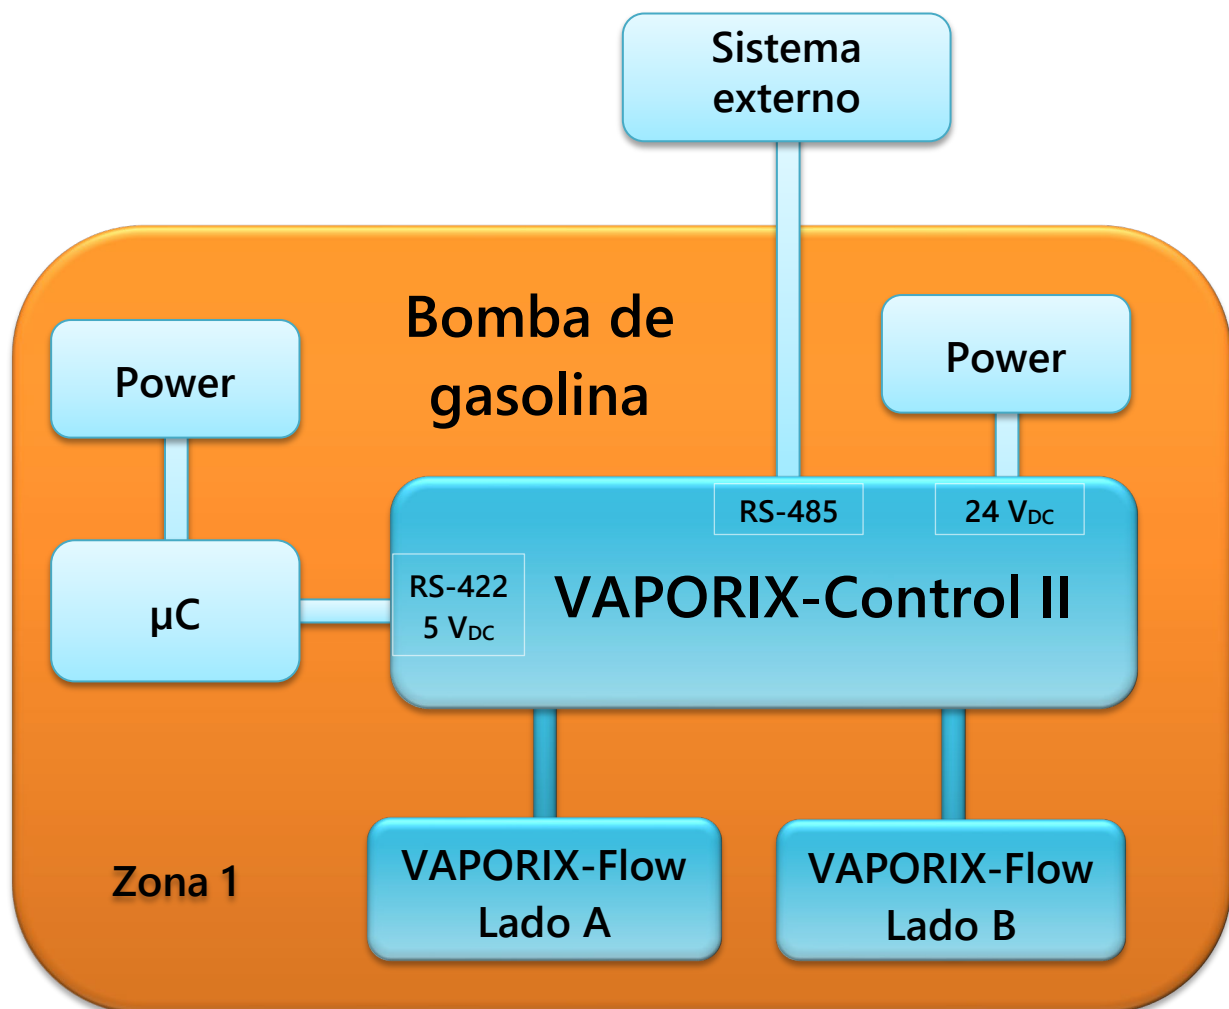 Sistema
externo
Bomba de
gasolina
Power
Power
RS-485
24 VDC
RS-422
5 VDC
VAPORIX-Control II
µC
VAPORIX-Flow
Lado A
VAPORIX-Flow
Lado B
Zona 1